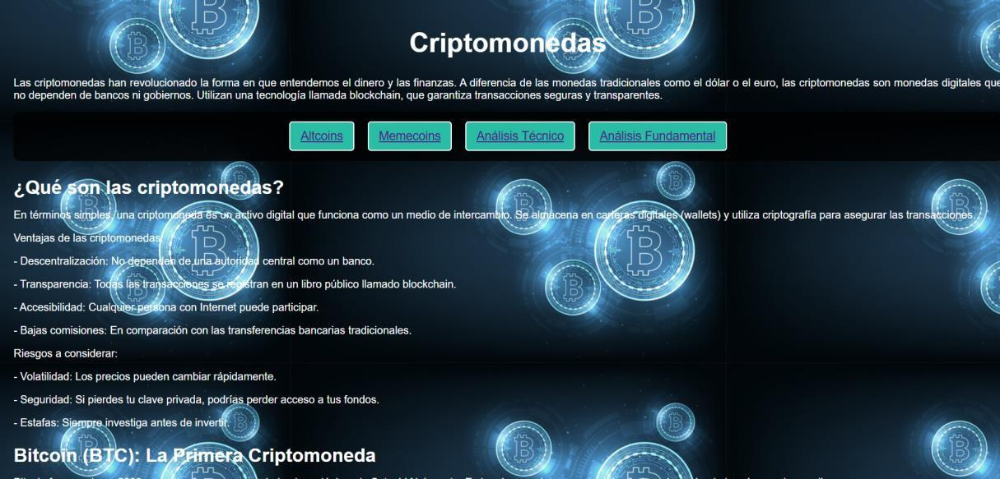 Criptomonedas
Las criptomonedas han revolucionado la forma en que entendemos el dinero y las finanzas. A diferencia de las monedas tradicionales como el dólar o el euro, las criptomonedas son monedas digitales que
no dependen de bancos ni gobiernos. Utilizan una tecnología llamada blockchain, que garantiza transacciones seguras y transparentes.
Altcoins Memecoins Análisis Técnico Análisis Fundamental
¿Qué son las criptomonedas?
En términos simples, una criptomoneda es un activo digital que funciona como un medio de intercambio. Se almacena en carteras digitales (wallets) y utiliza criptografía para asegurar las transacciones.
Ventajas de las criptomonedas:
- Descentralización: No dependen de una autoridad central como un banco.
- Transparencia: Todas las transacciones se registran en un libro público llamado blockchain.
- Accesibilidad: Cualquier persona con Internet puede participar.
- Bajas comisiones: En comparación con las transferencias bancarias tradicionales.
Riesgos a considerar:
- Volatilidad: Los precios pueden cambiar rápidamente.
- Seguridad: Si pierdes tu clave privada, podrías perder acceso a tus fondos.
- Estafas: Siempre investiga antes de invertir.
Bitcoin (BTC): La Primera Criptomoneda